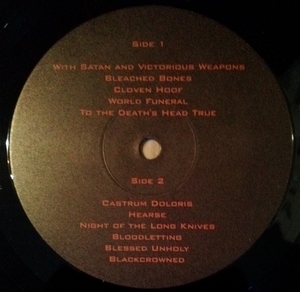 Side 1
With Satan and Victorious Weapons
Bleached Bones
Cloven Hoof
World Funeral
To the Death's Head True
Side 2
Castrum Doloris
Hearse
Night of the Long Knives
Bloodletting
Blessed Unholy
Blackcrowned